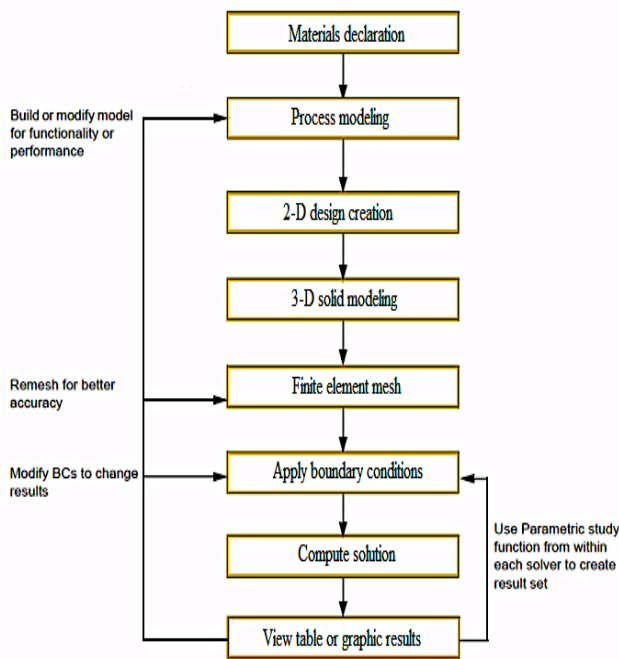 Materials declaration
Build or modify model
for functionality or
performance
Process modeling
2-D design creation
3-D solid modeling
Remesh for better
accuracy
Finite element mesh
Modify BCs to change
results
Apply boundary conditions
Use Parametric study
function from within
each solver to create
result set
Compute solution
View table or graphic results